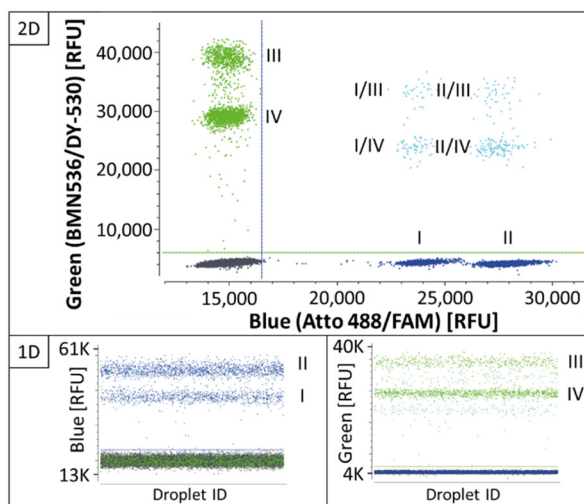 2D
Green (BMN536/DY-530) [RFU]
40,000
30,000
20,000
10,000
III
IV
I/III II/III
I/IV II/IV
I II
15,000 20,000 25,000 30,000
Blue (Atto 488/FAM) [RFU]
1D
61K
Blue [RFU]
13K
II
I
Droplet ID
40K
Green [RFU]
4K
III
IV
Droplet ID